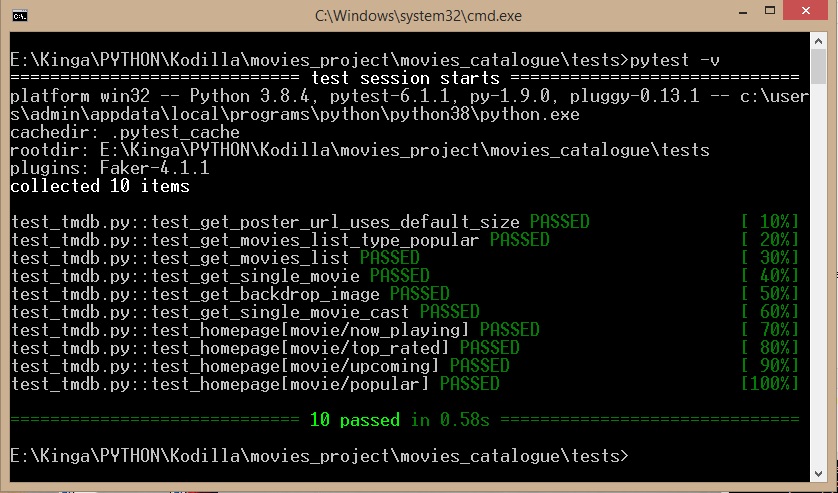 C:\Windows\system32\cmd.exe
E:\Kinga\PYTHON\Kodilla\movies_project\movies_catalogue\tests>pytest -v
============================= test session starts =============================
platform win32 -- Python 3.8.4, pytest-6.1.1, py-1.9.0, pluggy-0.13.1 -- c:\user
s\admin\appdata\local\programs\python\python38\python.exe
cachedir: .pytest_cache
rootdir: E:\Kinga\PYTHON\Kodilla\movies_project\movies_catalogue\tests
plugins: Faker-4.1.1
collected 10 items
test_tmdb.py::test_get_poster_url_uses_default_size PASSED [ 10%]
test_tmdb.py::test_get_movies_list_type_popular PASSED [ 20%]
test_tmdb.py::test_get_movies_list PASSED [ 30%]
test_tmdb.py::test_get_single_movie PASSED [ 40%]
test_tmdb.py::test_get_backdrop_image PASSED [ 50%]
test_tmdb.py::test_get_single_movie_cast PASSED [ 60%]
test_tmdb.py::test_homepage[movie/now_playing] PASSED [ 70%]
test_tmdb.py::test_homepage[movie/top_rated] PASSED [ 80%]
test_tmdb.py::test_homepage[movie/upcoming] PASSED [ 90%]
test_tmdb.py::test_homepage[movie/popular] PASSED [100%]
============================= 10 passed in 0.58s ==============================
E:\Kinga\PYTHON\Kodilla\movies_project\movies_catalogue\tests>